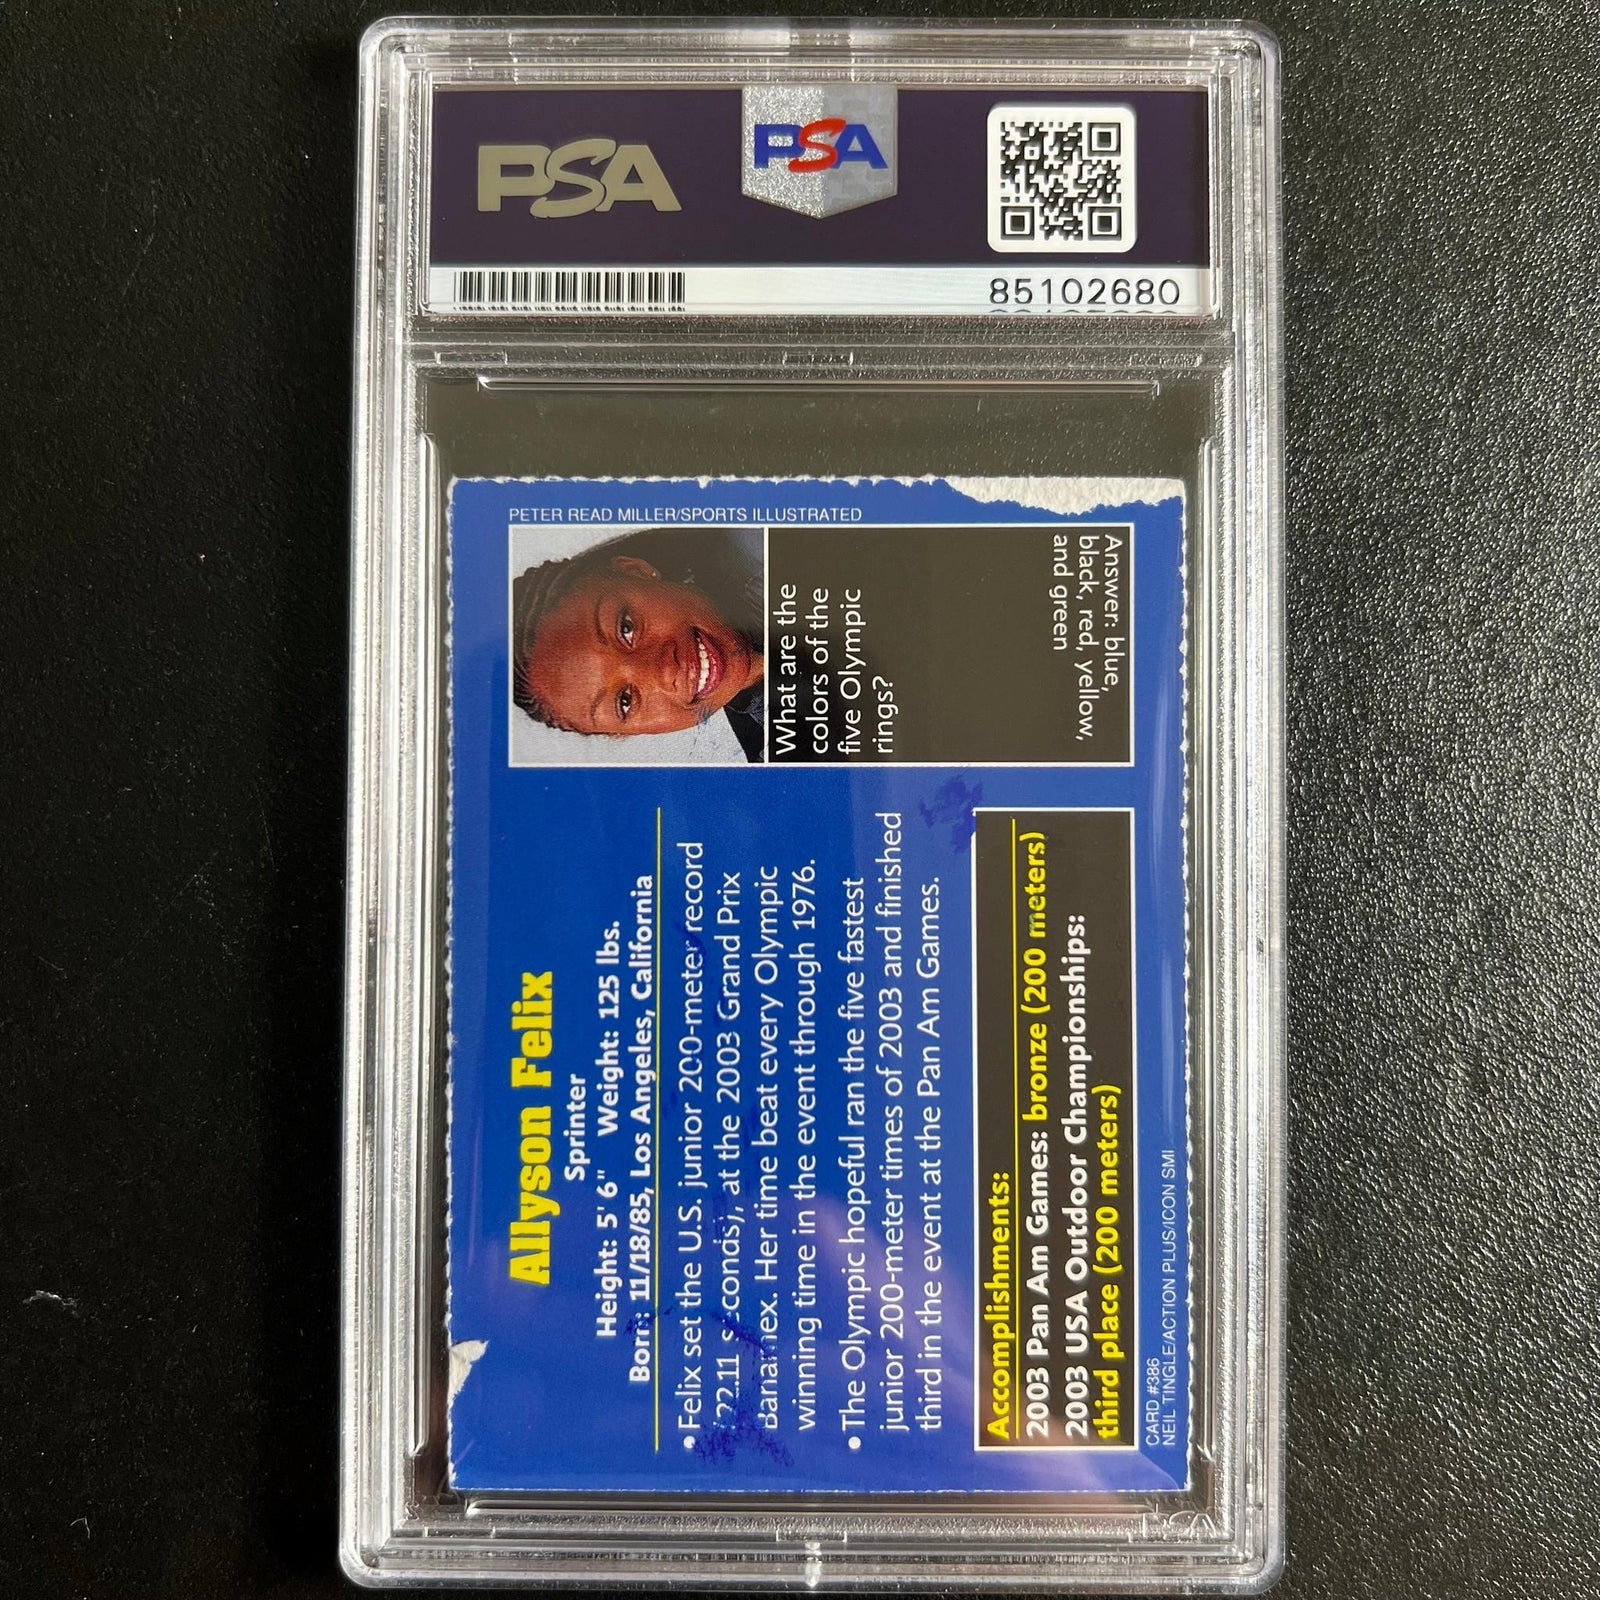 PSA
PSA
85102680
PETER READ MILLER/SPORTS ILLUSTRATED
What are the
colors of the
five Olympic
rings?
Answer: blue,
black, red, yellow,
and green
Allyson Felix
Sprinter
Height: 5' 6" Weight: 125 lbs.
Born: 11/18/85, Los Angeles, California
• Felix set the U.S. junior 200-meter record
(22.11 seconds), at the 2003 Grand Prix
Banamex. Her time beat every Olympic
winning time in the event through 1976.
• The Olympic hopeful ran the five fastest
junior 200-meter times of 2003 and finished
third in the event at the Pan Am Games.
Accomplishments:
2003 Pan Am Games: bronze (200 meters)
2003 USA Outdoor Championships:
third place (200 meters)
CARD #386
NEIL TINGLE/ACTION PLUS/ICON SMI